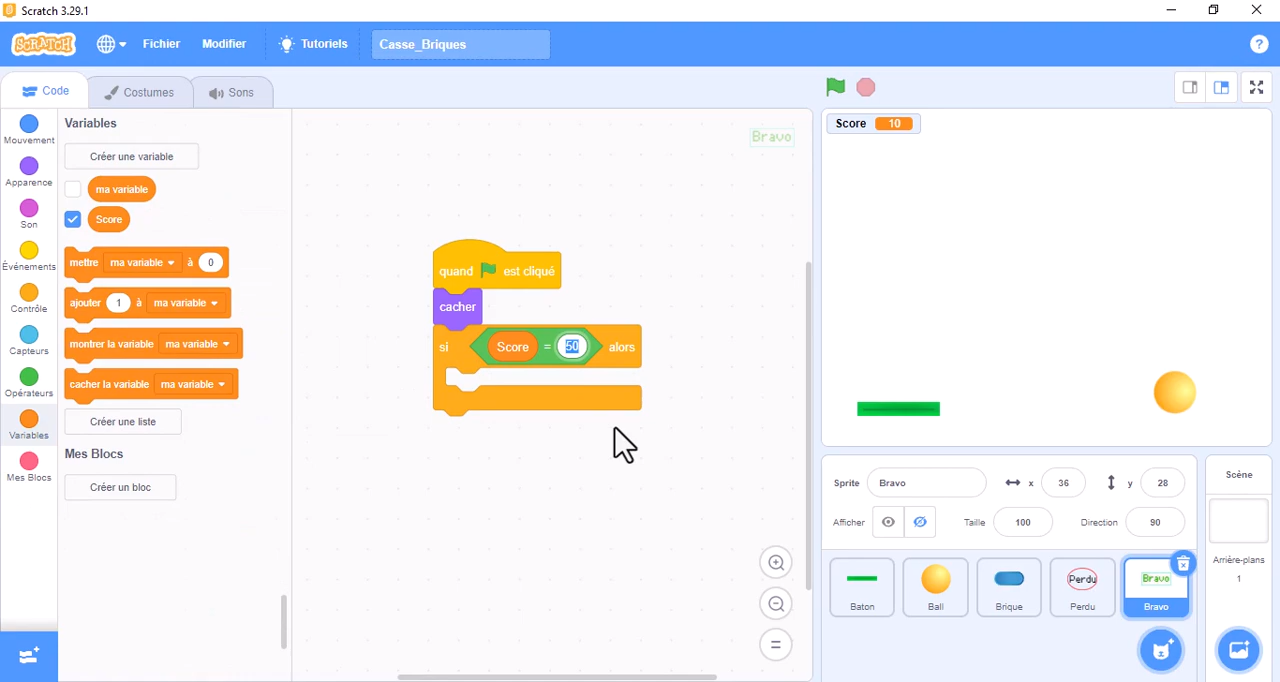 Scratch 3.29.1
SCRATCH
Fichier
Modifier
Tutoriels
Casse_Briques
?
Code
Costumes
Sons
Mouvement
Apparence
Son
Événements
Contrôle
Capteurs
Opérateurs
Variables
Mes Blocs
Variables
Créer une variable
ma variable
Score
mettre ma variable à 0
ajouter 1 à ma variable
montrer la variable ma variable
cacher la variable ma variable
Créer une liste
Mes Blocs
Créer un bloc
Bravo
quand est cliqué
cacher
si Score = 50 alors
Score 10
Sprite Bravo x 36 y 28
Afficher Taille 100 Direction 90
Baton
Ball
Brique
Perdu
Perdu
Bravo
Bravo
Scène
Arrière-plans
1